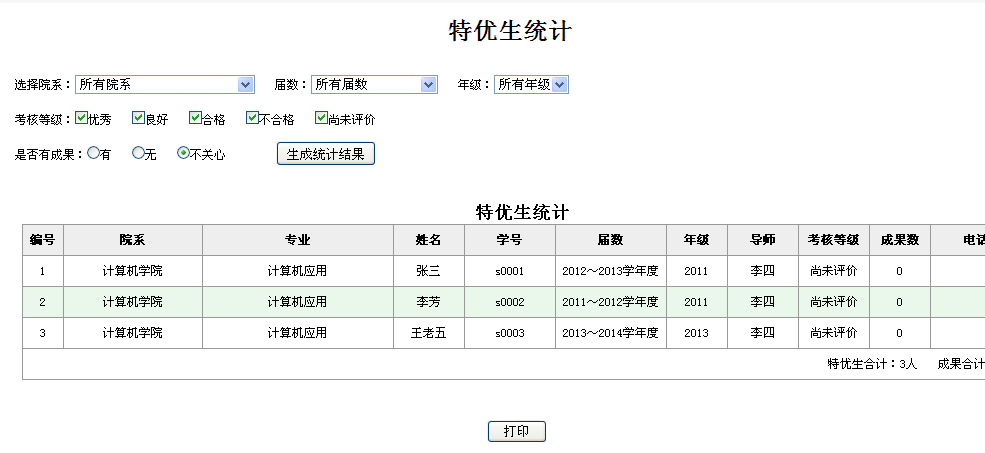 特优生统计
选择院系：所有院系 届数：所有届数 年级：所有年级
考核等级：优秀 良好 合格 不合格 尚未评价
是否有成果：有 无 不关心 生成统计结果
特优生统计
编号 院系 专业 姓名 学号 届数 年级 导师 考核等级 成果数 电话
1 计算机学院 计算机应用 张三 s0001 2012～2013学年度 2011 李四 尚未评价 0
2 计算机学院 计算机应用 李芳 s0002 2011～2012学年度 2011 李四 尚未评价 0
3 计算机学院 计算机应用 王老五 s0003 2013～2014学年度 2013 李四 尚未评价 0
特优生合计：3人 成果合计
打印